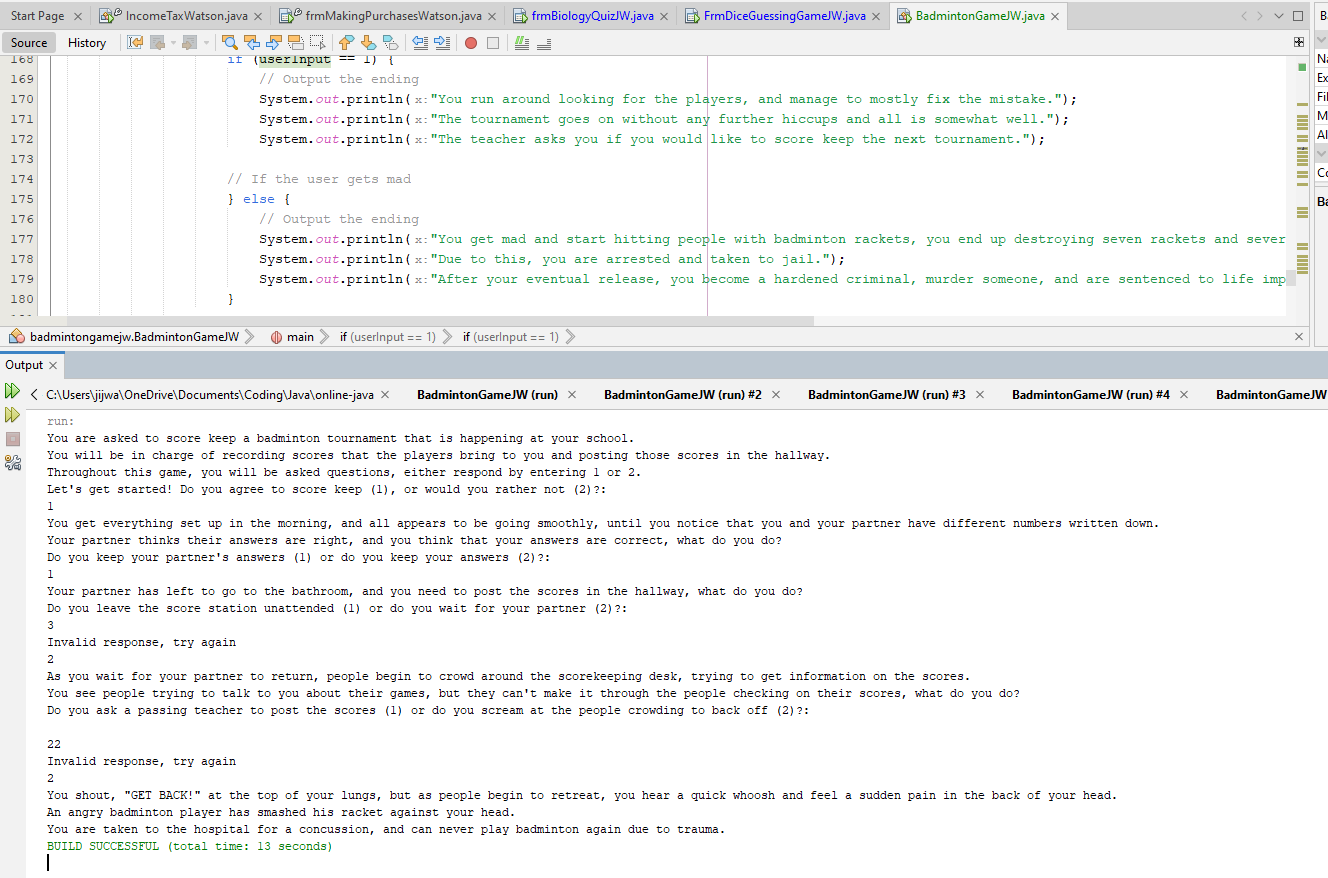 Start Page IncomeTaxWatson.java frmMakingPurchasesWatson.java frmBiologyQuizJW.java FrmDiceGuessingGameJW.java BadmintonGameJW.java
Source History
168 if (userInput == 1) {
169 // Output the ending
170 System.out.println(x:"You run around looking for the players, and manage to mostly fix the mistake.");
171 System.out.println(x:"The tournament goes on without any further hiccups and all is somewhat well.");
172 System.out.println(x:"The teacher asks you if you would like to score keep the next tournament.");
173
174 // If the user gets mad
175 } else {
176 // Output the ending
177 System.out.println(x:"You get mad and start hitting people with badminton rackets, you end up destroying seven rackets and sever
178 System.out.println(x:"Due to this, you are arrested and taken to jail.");
179 System.out.println(x:"After your eventual release, you become a hardened criminal, murder someone, and are sentenced to life imp
180 }
badmintongamejw.BadmintonGameJW main if (userInput == 1) if (userInput == 1)
Output
C:\Users\jijwa\OneDrive\Documents\Coding\Java\online-java BadmintonGameJW (run) BadmintonGameJW (run) #2 BadmintonGameJW (run) #3 BadmintonGameJW (run) #4 BadmintonGameJW
run:
You are asked to score keep a badminton tournament that is happening at your school.
You will be in charge of recording scores that the players bring to you and posting those scores in the hallway.
Throughout this game, you will be asked questions, either respond by entering 1 or 2.
Let's get started! Do you agree to score keep (1), or would you rather not (2)?:
1
You get everything set up in the morning, and all appears to be going smoothly, until you notice that you and your partner have different numbers written down.
Your partner thinks their answers are right, and you think that your answers are correct, what do you do?
Do you keep your partner's answers (1) or do you keep your answers (2)?:
1
Your partner has left to go to the bathroom, and you need to post the scores in the hallway, what do you do?
Do you leave the score station unattended (1) or do you wait for your partner (2)?:
3
Invalid response, try again
2
As you wait for your partner to return, people begin to crowd around the scorekeeping desk, trying to get information on the scores.
You see people trying to talk to you about their games, but they can't make it through the people checking on their scores, what do you do?
Do you ask a passing teacher to post the scores (1) or do you scream at the people crowding to back off (2)?:
22
Invalid response, try again
2
You shout, "GET BACK!" at the top of your lungs, but as people begin to retreat, you hear a quick whoosh and feel a sudden pain in the back of your head.
An angry badminton player has smashed his racket against your head.
You are taken to the hospital for a concussion, and can never play badminton again due to trauma.
BUILD SUCCESSFUL (total time: 13 seconds)